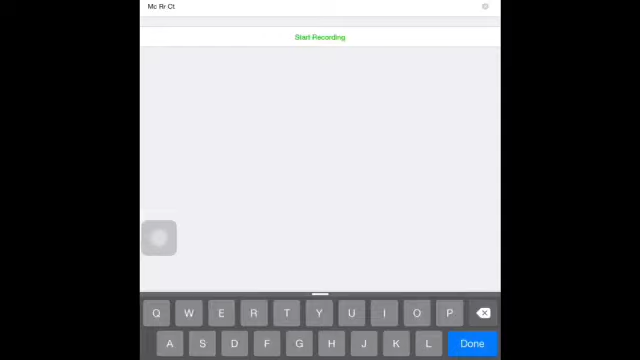 Mc Rr Ct
Start Recording
Q W E R T Y U I O P
A S D F G H J K L Done